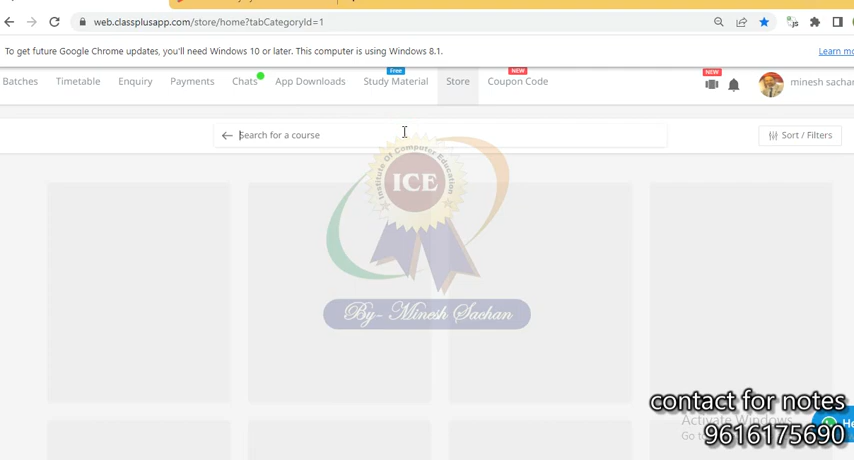 web.classplusapp.com/store/home?tabCategoryId=1
To get future Google Chrome updates, you'll need Windows 10 or later. This computer is using Windows 8.1.
Learn
NEW
Free
NEW
Batches Timetable Enquiry Payments Chats App Downloads Study Material Store Coupon Code minesh sachan
Search for a course
Sort / Filters
Institute Of Computer Education
ICE
By- Minesh Sachan
contact for notes
Activate Windows
Go to
9616175690